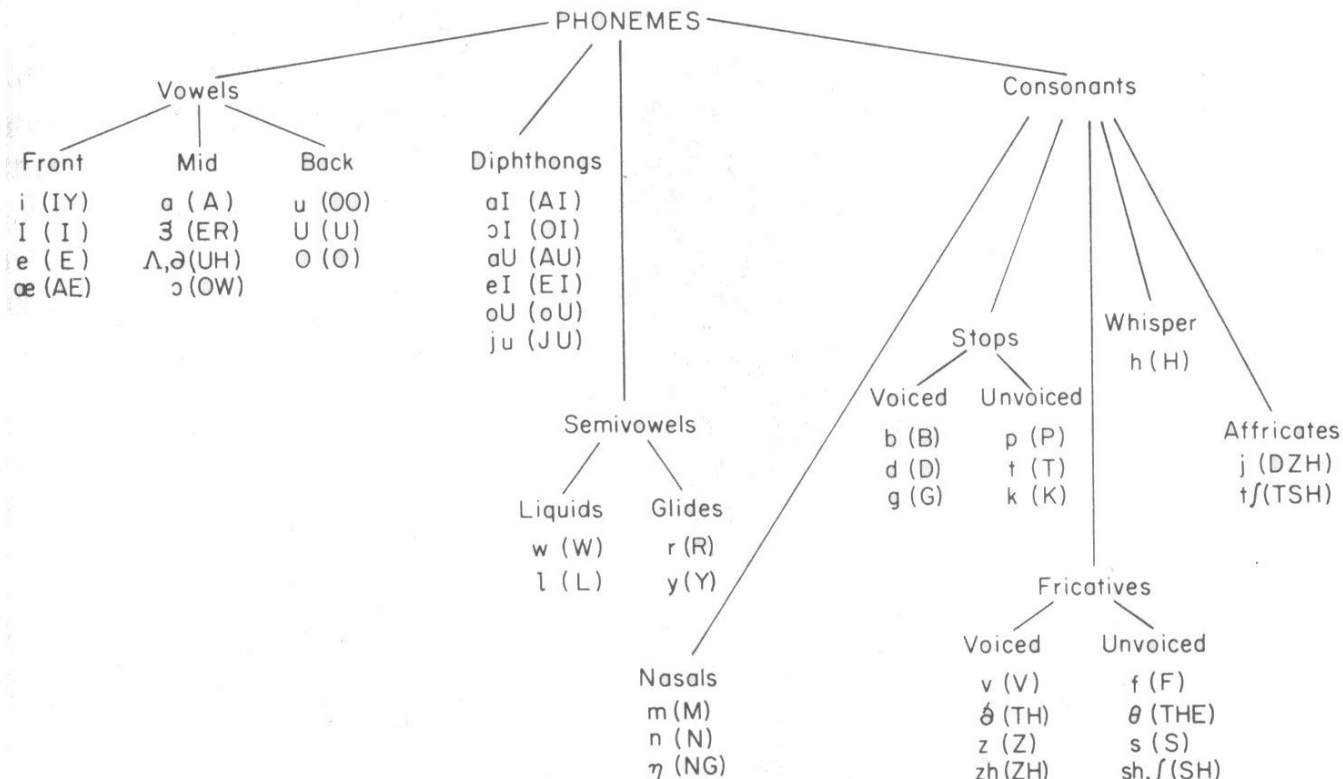 PHONEMES
Vowels
Front
i (IY)
I (I)
e (E)
æ (AE)
Mid
a (A)
3 (ER)
Λ,ə (UH)
ɔ (OW)
Back
u (OO)
U (U)
O (O)
Diphthongs
aI (AI)
ɔI (OI)
aU (AU)
eI (EI)
oU (oU)
ju (JU)
Semivowels
Liquids
w (W)
l (L)
Glides
r (R)
y (Y)
Consonants
Nasals
m (M)
n (N)
η (NG)
Stops
Voiced
b (B)
d (D)
g (G)
Unvoiced
p (P)
t (T)
k (K)
Fricatives
Voiced
v (V)
(TH)
z (Z)
zh (ZH)
Unvoiced
f (F)
θ (THE)
s (S)
sh, ʃ (SH)
Whisper
h (H)
Affricates
j (DZH)
tʃ (TSH)